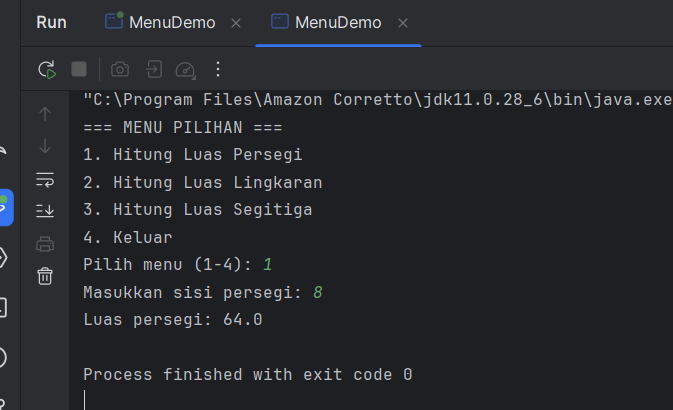 Run MenuDemo MenuDemo
"C:\Program Files\Amazon Corretto\jdk11.0.28_6\bin\java.exe
=== MENU PILIHAN ===
1. Hitung Luas Persegi
2. Hitung Luas Lingkaran
3. Hitung Luas Segitiga
4. Keluar
Pilih menu (1-4): 1
Masukkan sisi persegi: 8
Luas persegi: 64.0
Process finished with exit code 0